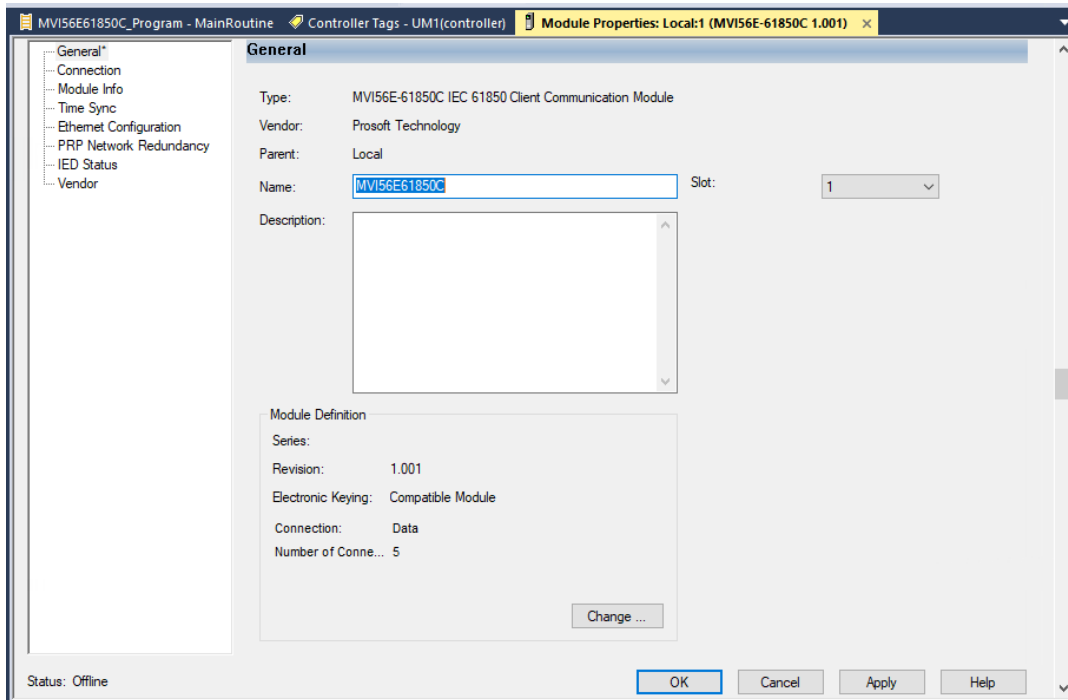 MVI56E61850C_Program - MainRoutine Controller Tags - UM1(controller) Module Properties: Local:1 (MVI56E-61850C 1.001) ×
General*
Connection
Module Info
Time Sync
Ethernet Configuration
PRP Network Redundancy
IED Status
Vendor
General
Type: MVI56E-61850C IEC 61850 Client Communication Module
Vendor: Prosoft Technology
Parent: Local
Name: MVI56E61850C Slot: 1
Description:
Module Definition
Series:
Revision: 1.001
Electronic Keying: Compatible Module
Connection: Data
Number of Conne... 5
Change ...
Status: Offline OK Cancel Apply Help